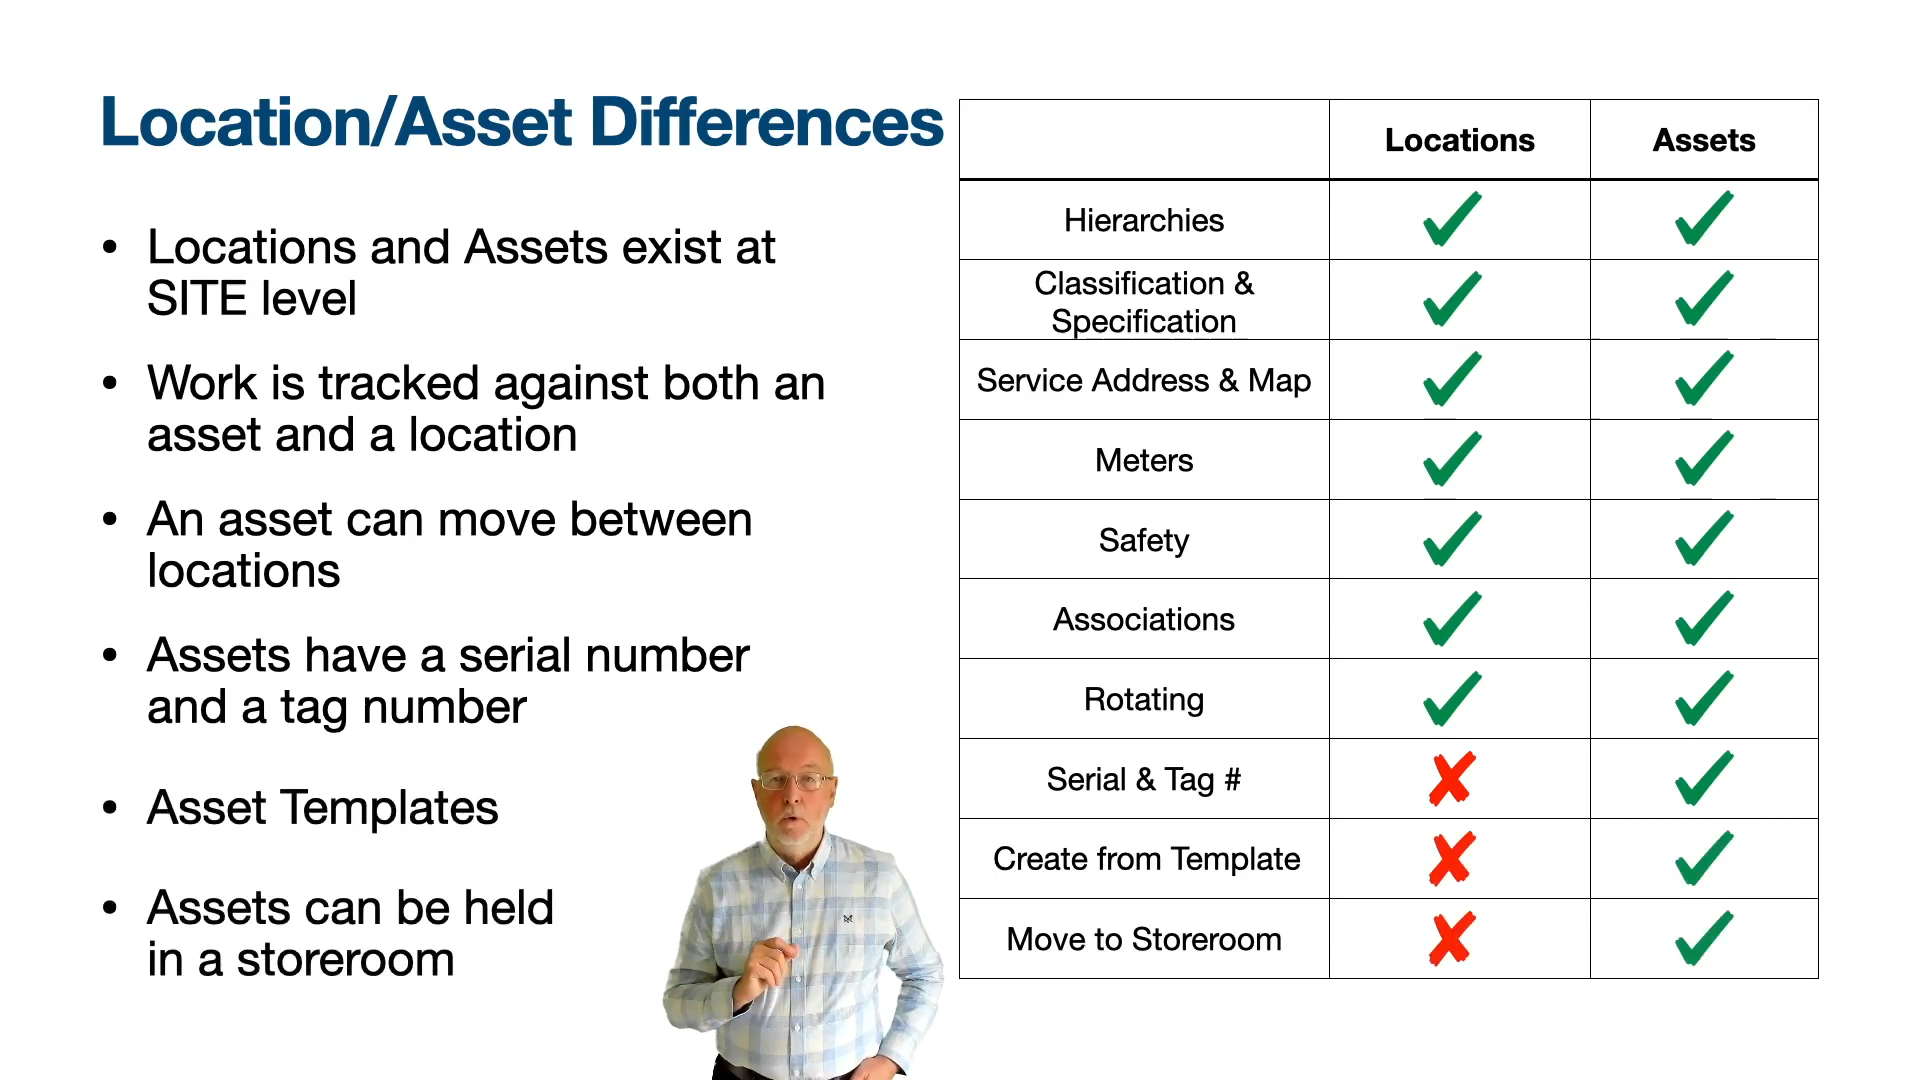 Location/Asset Differences
• Locations and Assets exist at
SITE level
• Work is tracked against both an
asset and a location
• An asset can move between
locations
• Assets have a serial number
and a tag number
• Asset Templates
• Assets can be held
in a storeroom
Locations Assets
Hierarchies ✔ ✔
Classification &
Specification ✔ ✔
Service Address & Map ✔ ✔
Meters ✔ ✔
Safety ✔ ✔
Associations ✔ ✔
Rotating ✔ ✔
Serial & Tag # ✘ ✔
Create from Template ✘ ✔
Move to Storeroom ✘ ✔